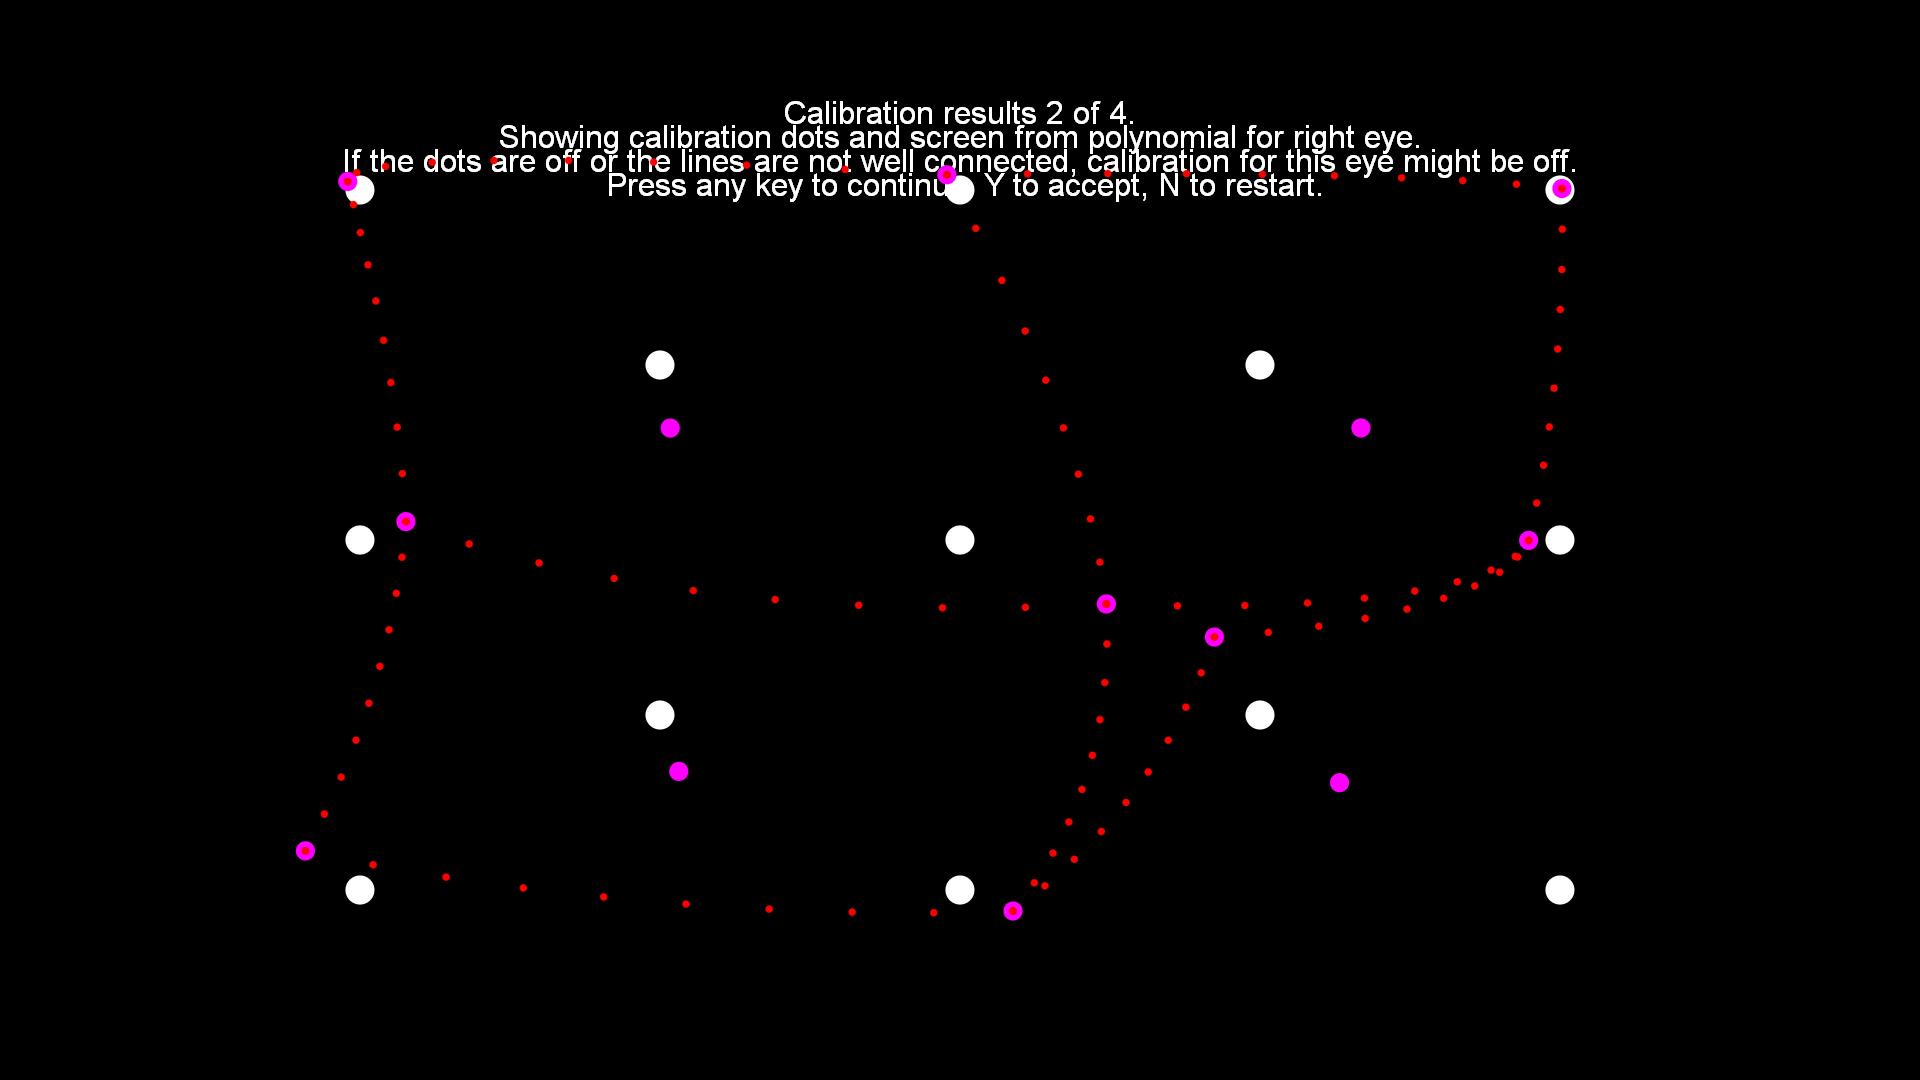 Calibration results 2 of 4.
Showing calibration dots and screen from polynomial for right eye.
If the dots are off or the lines are not well connected, calibration for this eye might be off.
Press any key to continu Y to accept, N to restart.